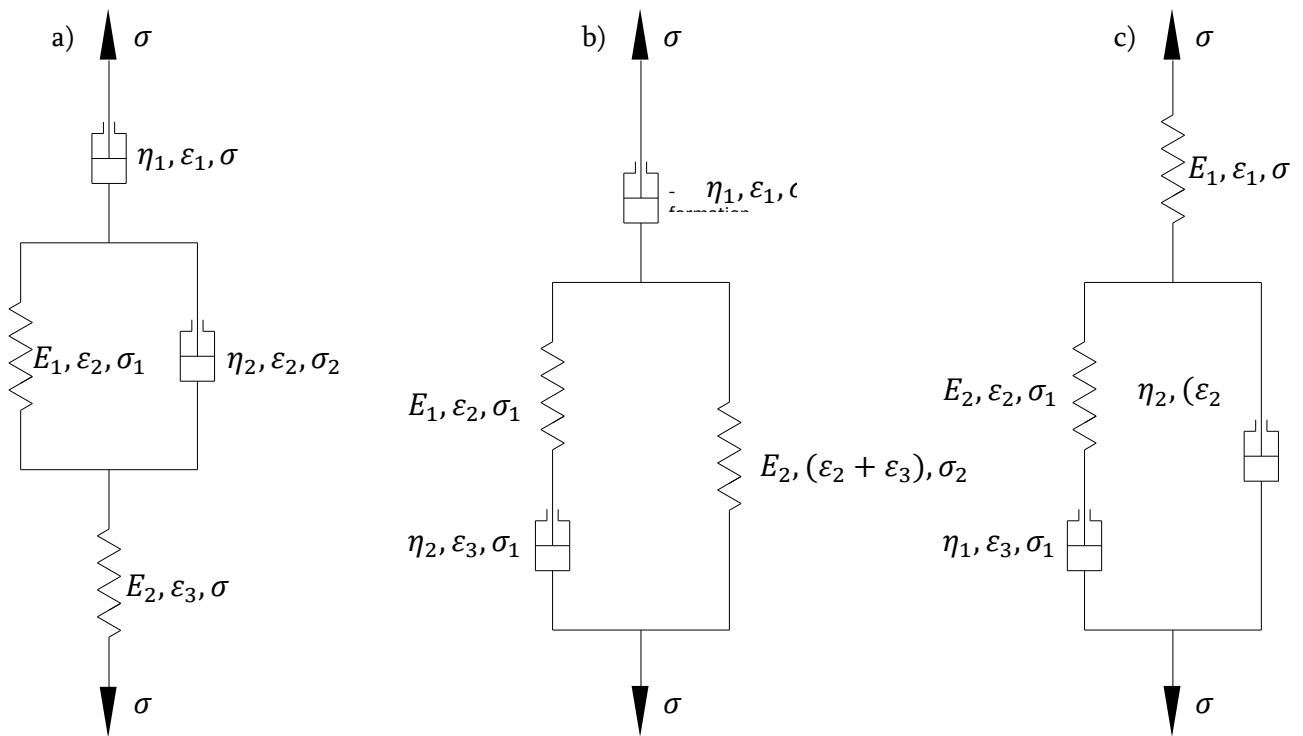 a) σ
η₁, ε₁, σ
E₁, ε₂, σ₁
η₂, ε₂, σ₂
E₂, ε₃, σ
σ
b) σ
- η₁, ε₁,
E₁, ε₂, σ₁
E₂, (ε₂ + ε₃), σ₂
η₂, ε₃, σ₁
σ
c) σ
E₁, ε₁, σ
E₂, ε₂, σ₁
η₂, (ε₂
η₁, ε₃, σ₁
σ